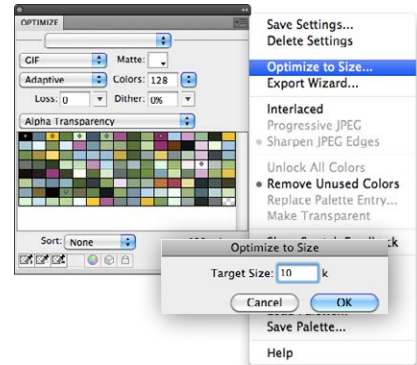 OPTIMIZE
GIF
Matte:
Adaptive
Colors: 128
Loss: 0
Dither: 0%
Alpha Transparency
Sort: None
Save Settings...
Delete Settings
Optimize to Size...
Export Wizard...
Interlaced
Progressive JPEG
Sharpen JPEG Edges
Unlock All Colors
Remove Unused Colors
Replace Palette Entry...
Make Transparent
Optimize to Size
Target Size: 10 k
Cancel
OK
Save Palette...
Help